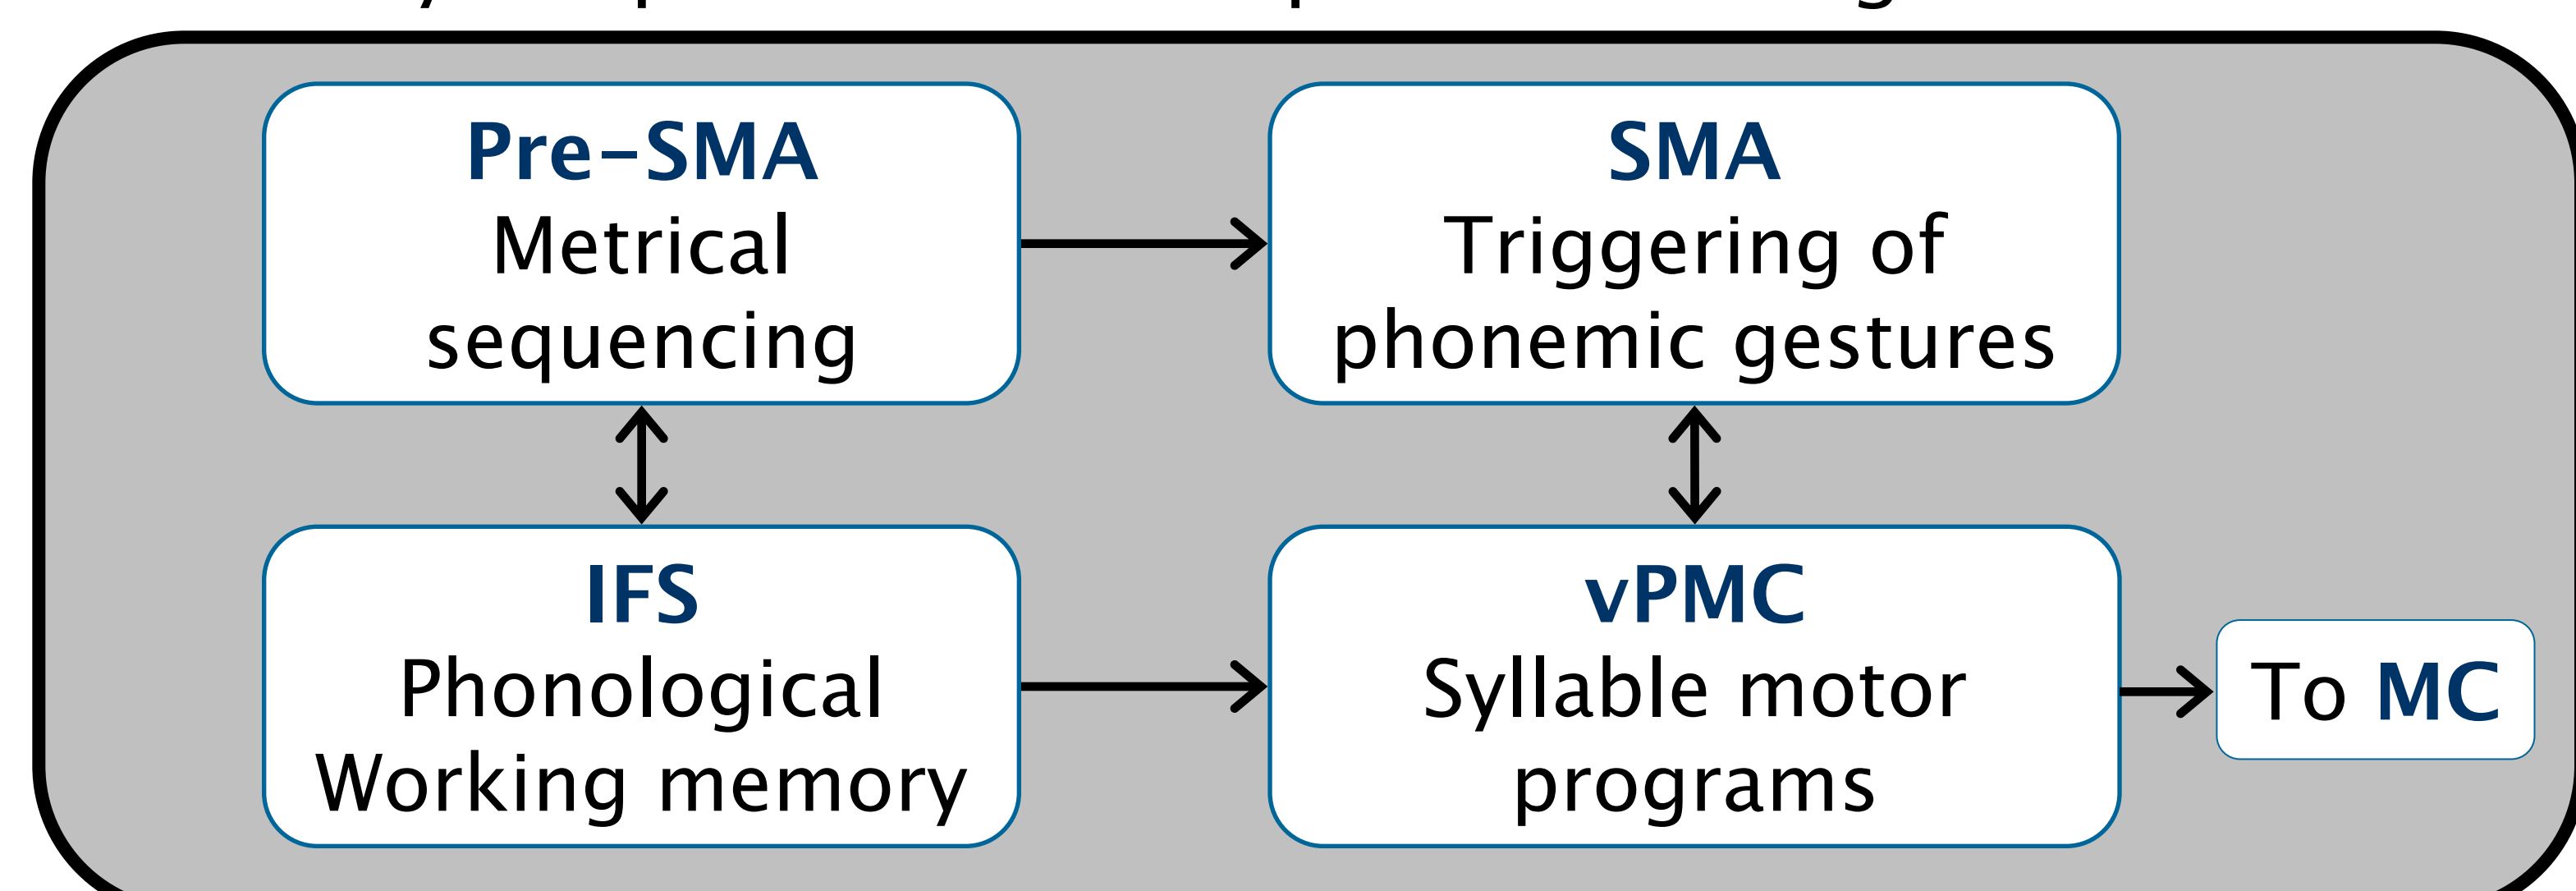 Pre-SMA
Metrical
sequencing
SMA
Triggering of
phonemic gestures
IFS
Phonological
Working memory
vPMC
Syllable motor
programs
To MC